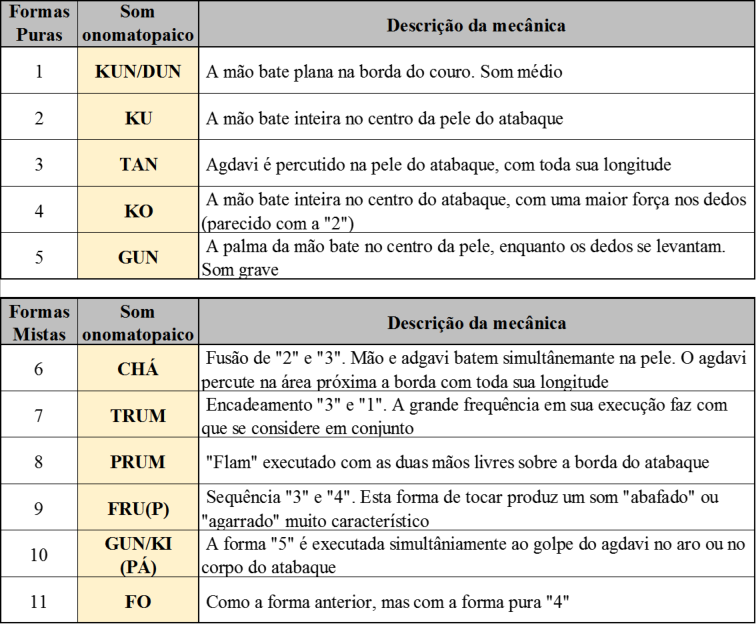 Formas Puras	Som onomatopaico	Descrição da mecânica
1	KUN/DUN	A mão bate plana na borda do couro. Som médio
2	KU	A mão bate inteira no centro da pele do atabaque
3	TAN	Agdavi é percutido na pele do atabaque, com toda sua longitude
4	KO	A mão bate inteira no centro do atabaque, com uma maior força nos dedos
(parecido com a "2")
5	GUN	A palma da mão bate no centro da pele, enquanto os dedos se levantam.
Som grave
Formas Mistas	Som onomatopaico	Descrição da mecânica
6	CHÁ	Fusão de "2" e "3". Mão e adgavi batem simultânemante na pele. O agdavi
percute na área próxima a borda com toda sua longitude
7	TRUM	Encadeamento "3" e "1". A grande frequência em sua execução faz com
que se considere em conjunto
8	PRUM	"Flam" executado com as duas mãos livres sobre a borda do atabaque
9	FRU(P)	Sequência "3" e "4". Esta forma de tocar produz um som "abafado" ou
"agarrado" muito característico
10	GUN/KI (PÁ)	A forma "5" é executada simultâniamente ao golpe do agdavi no aro ou no
corpo do atabaque
11	FO	Como a forma anterior, mas com a forma pura "4"